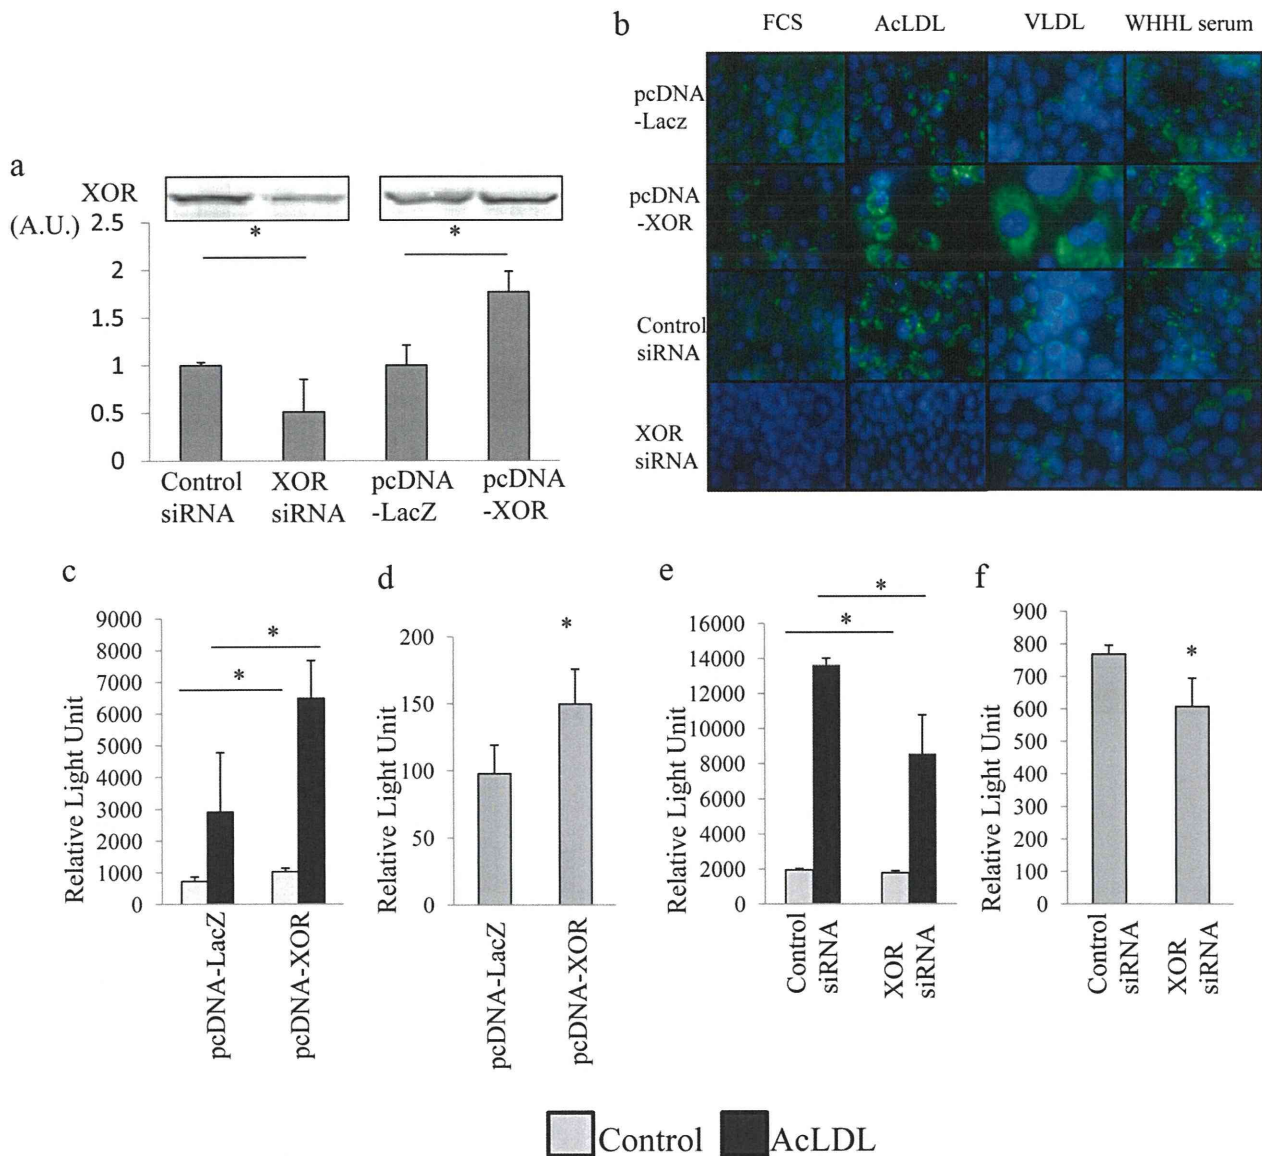 a
XOR
(A.U.)
2.5
2
1.5
1
0.5
0
*
*
Control
siRNA
XOR
siRNA
pcDNA
-LacZ
pcDNA
-XOR
b
FCS
AcLDL
VLDL
WHHL serum
pcDNA
-Lacz
pcDNA
-XOR
Control
siRNA
XOR
siRNA
c
Relative Light Unit
9000
8000
7000
6000
5000
4000
3000
2000
1000
0
*
*
pcDNA-LacZ
pcDNA-XOR
d
Relative Light Unit
200
150
100
50
0
*
pcDNA-LacZ
pcDNA-XOR
e
Relative Light Unit
16000
14000
12000
10000
8000
6000
4000
2000
0
*
*
Control
siRNA
XOR
siRNA
f
Relative Light Unit
900
800
700
600
500
400
300
200
100
0
*
Control
siRNA
XOR
siRNA
Control
AcLDL